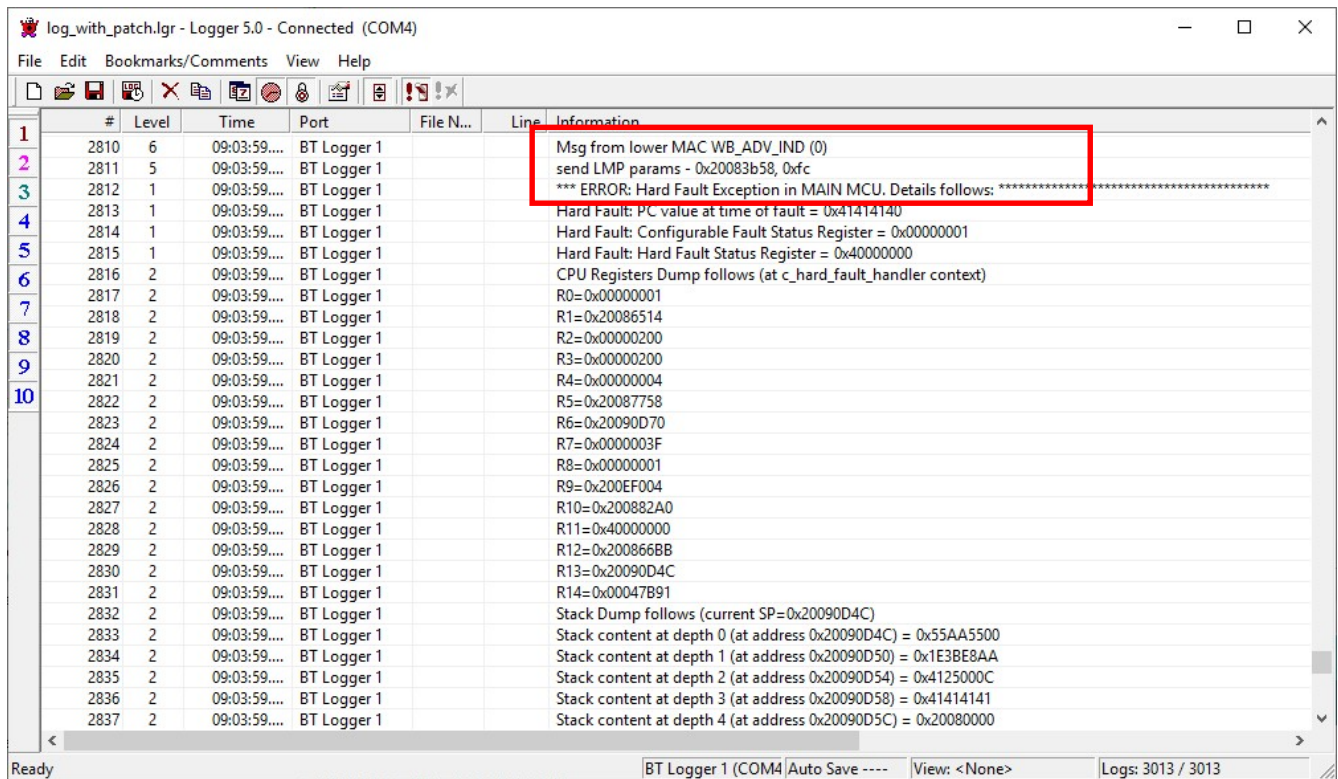 log_with_patch.lgr - Logger 5.0 - Connected (COM4)
File Edit Bookmarks/Comments View Help
# Level Time Port File N... Line Information
1
2
3
4
5
6
7
8
9
10
2810 6 09:03:59.... BT Logger 1 Msg from lower MAC WB_ADV_IND (0)
2811 5 09:03:59.... BT Logger 1 send LMP params - 0x20083b58, 0xfc
2812 1 09:03:59.... BT Logger 1 *** ERROR: Hard Fault Exception in MAIN MCU. Details follows: *****************************************
2813 1 09:03:59.... BT Logger 1 Hard Fault: PC value at time of fault = 0x41414140
2814 1 09:03:59.... BT Logger 1 Hard Fault: Configurable Fault Status Register = 0x00000001
2815 1 09:03:59.... BT Logger 1 Hard Fault: Hard Fault Status Register = 0x40000000
2816 2 09:03:59.... BT Logger 1 CPU Registers Dump follows (at c_hard_fault_handler context)
2817 2 09:03:59.... BT Logger 1 R0=0x00000001
2818 2 09:03:59.... BT Logger 1 R1=0x20086514
2819 2 09:03:59.... BT Logger 1 R2=0x00000200
2820 2 09:03:59.... BT Logger 1 R3=0x00000200
2821 2 09:03:59.... BT Logger 1 R4=0x00000004
2822 2 09:03:59.... BT Logger 1 R5=0x20087758
2823 2 09:03:59.... BT Logger 1 R6=0x20090D70
2824 2 09:03:59.... BT Logger 1 R7=0x0000003F
2825 2 09:03:59.... BT Logger 1 R8=0x00000001
2826 2 09:03:59.... BT Logger 1 R9=0x200EF004
2827 2 09:03:59.... BT Logger 1 R10=0x200882A0
2828 2 09:03:59.... BT Logger 1 R11=0x40000000
2829 2 09:03:59.... BT Logger 1 R12=0x200866BB
2830 2 09:03:59.... BT Logger 1 R13=0x20090D4C
2831 2 09:03:59.... BT Logger 1 R14=0x00047B91
2832 2 09:03:59.... BT Logger 1 Stack Dump follows (current SP=0x20090D4C)
2833 2 09:03:59.... BT Logger 1 Stack content at depth 0 (at address 0x20090D4C) = 0x55AA5500
2834 2 09:03:59.... BT Logger 1 Stack content at depth 1 (at address 0x20090D50) = 0x1E3BE8AA
2835 2 09:03:59.... BT Logger 1 Stack content at depth 2 (at address 0x20090D54) = 0x4125000C
2836 2 09:03:59.... BT Logger 1 Stack content at depth 3 (at address 0x20090D58) = 0x41414141
2837 2 09:03:59.... BT Logger 1 Stack content at depth 4 (at address 0x20090D5C) = 0x20080000
Ready BT Logger 1 (COM4 Auto Save ---- View: <None> Logs: 3013 / 3013